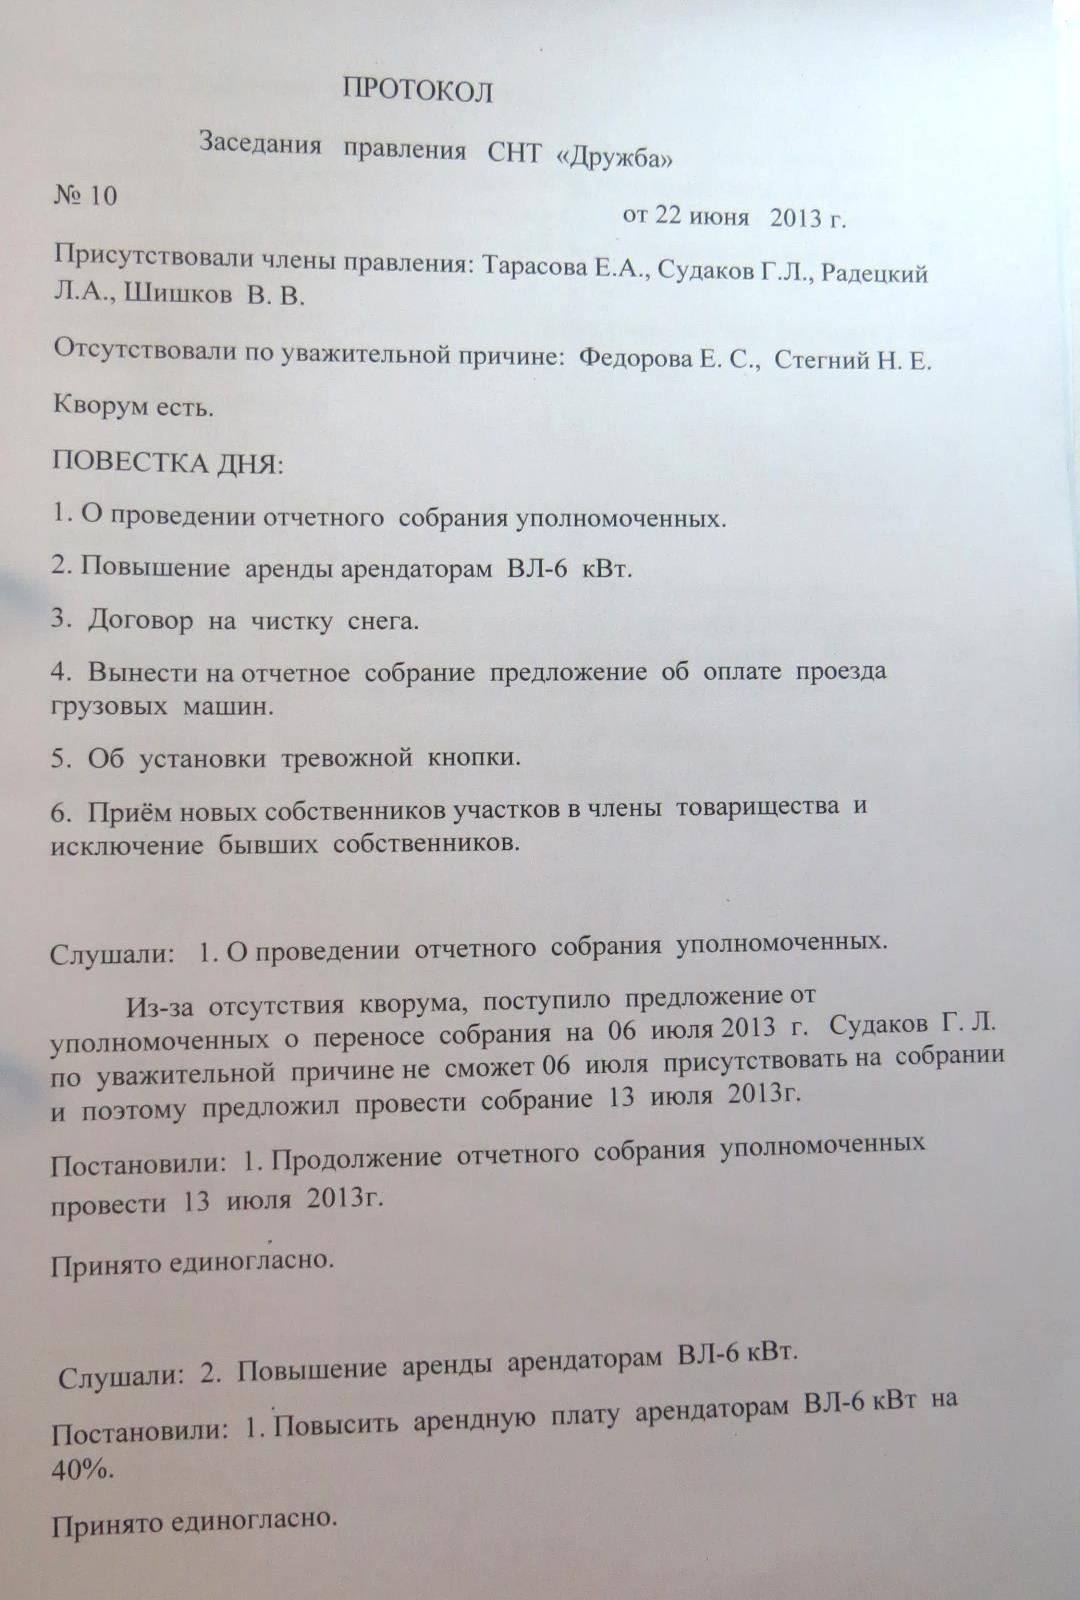 ПРОТОКОЛ
Заседания правления СНТ «Дружба»
№ 10
от 22 июня 2013 г.
Присутствовали члены правления: Тарасова Е.А., Судаков Г.Л., Радецкий
Л.А., Шишков В. В.
Отсутствовали по уважительной причине: Федорова Е. С., Стегний Н. Е.
Кворум есть.
ПОВЕСТКА ДНЯ:
1. О проведении отчетного собрания уполномоченных.
2. Повышение аренды арендаторам ВЛ-6 кВт.
3. Договор на чистку снега.
4. Вынести на отчетное собрание предложение об оплате проезда
грузовых машин.
5. Об установки тревожной кнопки.
6. Приём новых собственников участков в члены товарищества и
исключение бывших собственников.
Слушали: 1. О проведении отчетного собрания уполномоченных.
Из-за отсутствия кворума, поступило предложение от
уполномоченных о переносе собрания на 06 июля 2013 г. Судаков Г. Л.
по уважительной причине не сможет 06 июля присутствовать на собрании
и поэтому предложил провести собрание 13 июля 2013г.
Постановили: 1. Продолжение отчетного собрания уполномоченных
провести 13 июля 2013г.
Принято единогласно.
Слушали: 2. Повышение аренды арендаторам ВЛ-6 кВт.
Постановили: 1. Повысить арендную плату арендаторам ВЛ-6 кВт на
40%.
Принято единогласно.